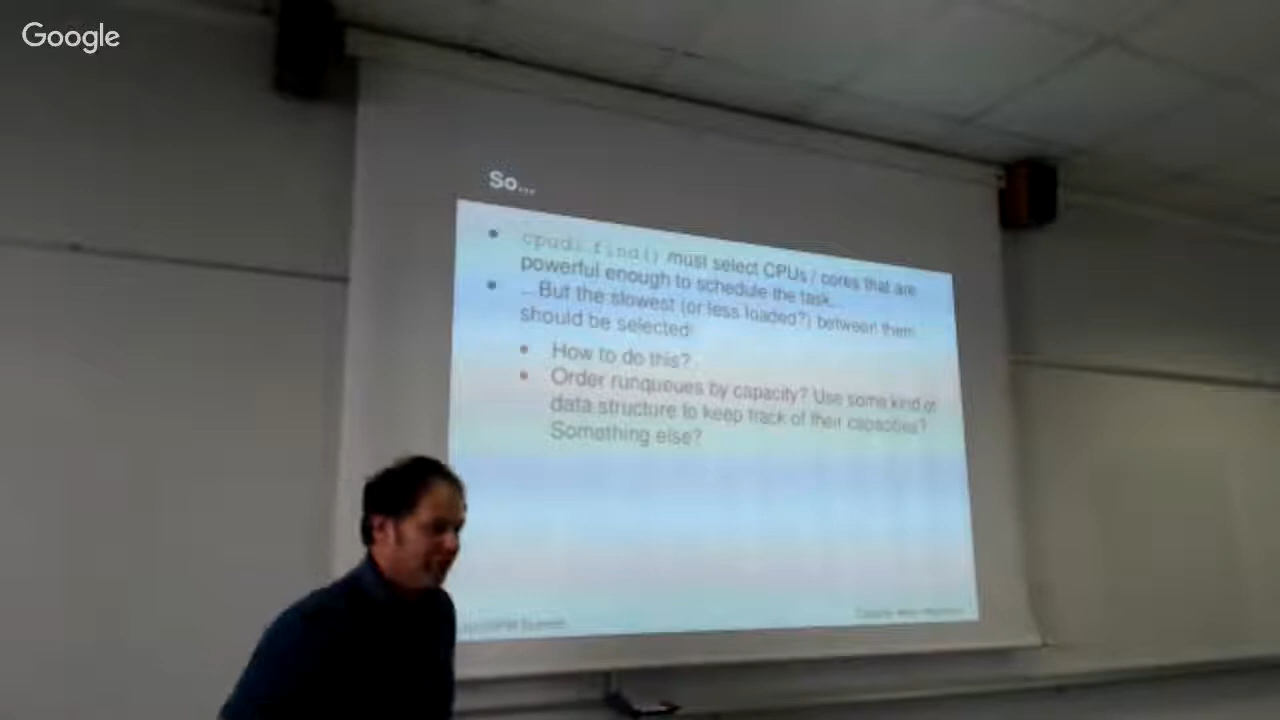 Google
So...
find() must select CPUs / cores that are
powerful enough to schedule the task...
...But the slowest (or less loaded?) between them
should be selected
How to do this?
Order runqueues by capacity? Use some kind of
data structure to keep track of their capacities?
Something else?